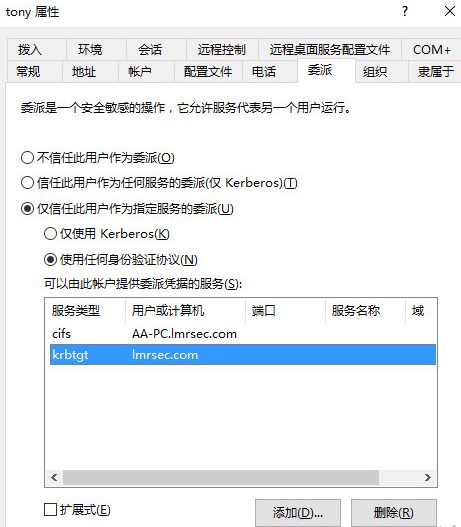 tony 属性
? ×
拨入 环境 会话 远程控制 远程桌面服务配置文件 COM+
常规 地址 帐户 配置文件 电话 委派 组织 隶属于
委派是一个安全敏感的操作，它允许服务代表另一个用户运行。
不信任此用户作为委派(O)
信任此用户作为任何服务的委派(仅 Kerberos)(T)
仅信任此用户作为指定服务的委派(U)
仅使用 Kerberos(K)
使用任何身份验证协议(N)
可以由此帐户提供委派凭据的服务(S):
服务类型 用户或计算机 端口 服务名称 域
cifs AA-PC.lmrsec.com
krbtgt lmrsec.com
扩展式(E) 添加(D)... 删除(R)